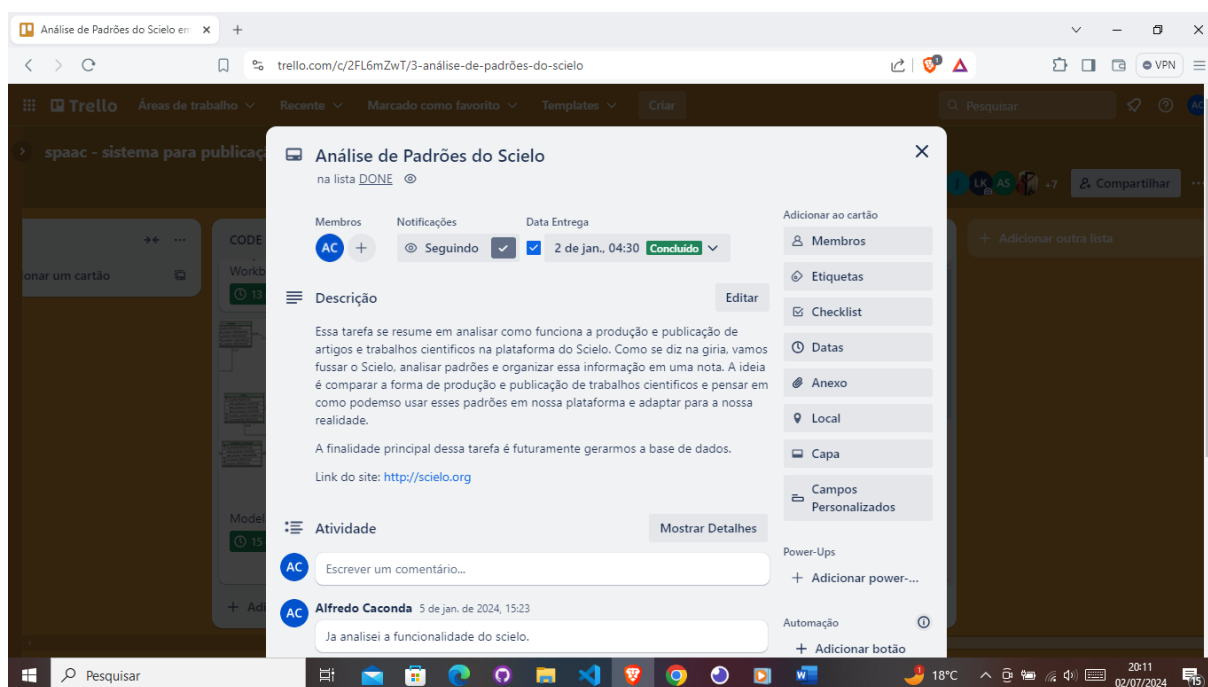 Análise de Padrões do Scielo em
trello.com/c/2FL6mZwT/3-análise-de-padrões-do-scielo
VPN
Trello Áreas de trabalho Recente Marcado como favorito Templates Criar Pesquisar AC
spaac - sistema para publicaç
LK AS +7 Compartilhar
Análise de Padrões do Scielo
na lista DONE
Membros Notificações Data Entrega
AC Seguindo 2 de jan., 04:30 Concluído
Descrição Editar
Essa tarefa se resume em analisar como funciona a produção e publicação de
artigos e trabalhos cientificos na plataforma do Scielo. Como se diz na giria, vamos
fussar o Scielo, analisar padrões e organizar essa informação em uma nota. A ideia
é comparar a forma de produção e publicação de trabalhos cientificos e pensar em
como podemso usar esses padrões em nossa plataforma e adaptar para a nossa
realidade.
A finalidade principal dessa tarefa é futuramente gerarmos a base de dados.
Link do site: http://scielo.org
Atividade Mostrar Detalhes
AC Escrever um comentário...
AC Alfredo Caconda 5 de jan. de 2024, 15:23
Ja analisei a funcionalidade do scielo.
Adicionar ao cartão
Membros
Etiquetas
Checklist
Datas
Anexo
Local
Capa
Campos
Personalizados
Power-Ups
+ Adicionar power-...
Automação
+ Adicionar botão
onar um cartão
CODE
Workb
13
Model
15
+ Adi
+ Adicionar outra lista
Pesquisar
18°C
20:11
02/07/2024
15